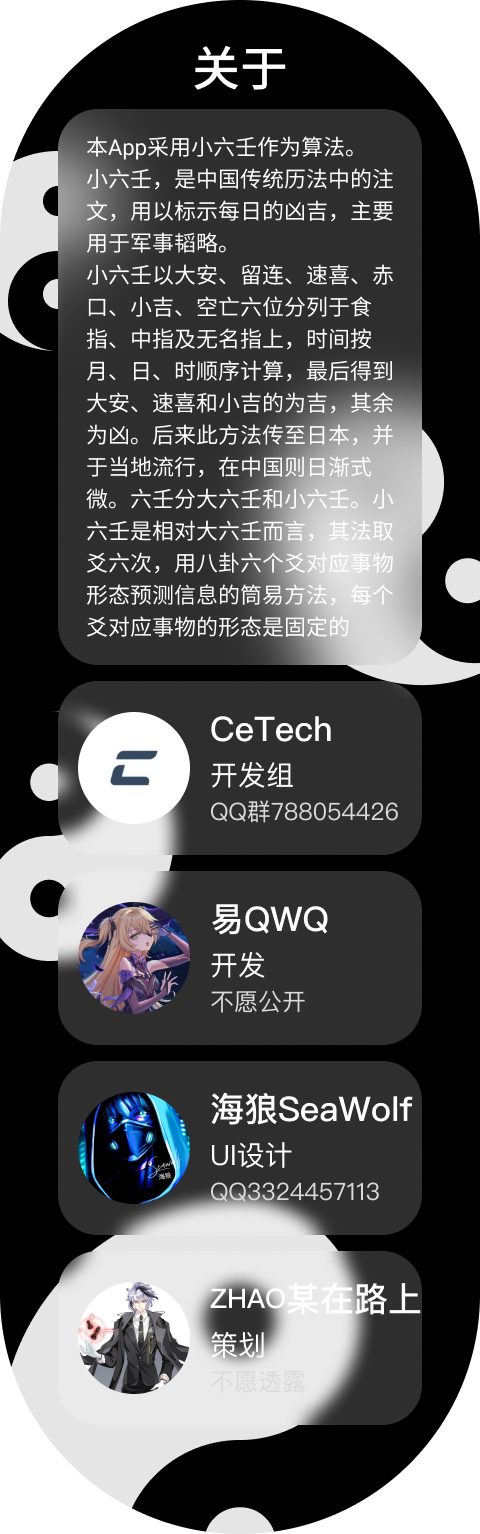 关于
本App采用小六壬作为算法。
小六壬，是中国传统历法中的注
文，用以标示每日的凶吉，主要
用于军事韬略。
小六壬以大安、留连、速喜、赤
口、小吉、空亡六位分列于食
指、中指及无名指上，时间按
月、日、时顺序计算，最后得到
大安、速喜和小吉的为吉，其余
为凶。后来此方法传至日本，并
于当地流行，在中国则日渐式
微。六壬分大六壬和小六壬。小
六壬是相对大六壬而言，其法取
爻六次，用八卦六个爻对应事物
形态预测信息的简易方法，每个
爻对应事物的形态是固定的
CeTech
开发组
QQ群788054426
易QWQ
开发
不愿公开
海狼SeaWolf
UI设计
QQ3324457113
海狼
ZHAO某在路上
策划
不愿透露